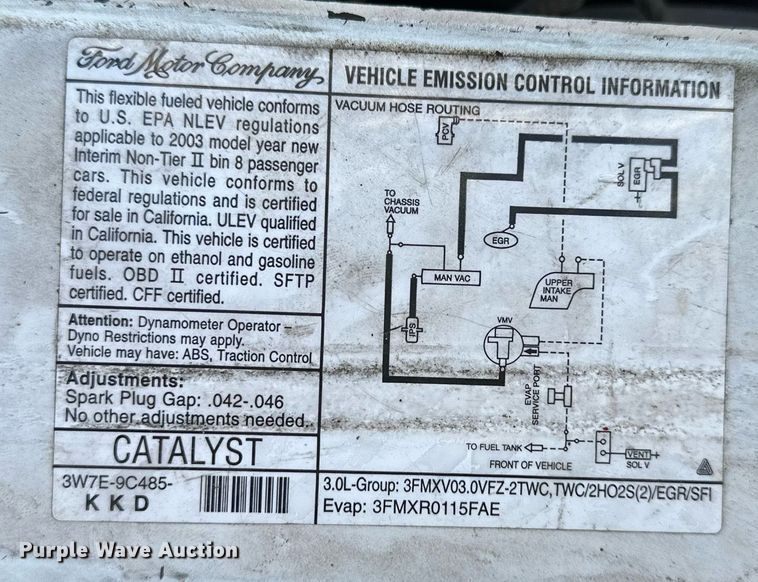 Ford Motor Company
This flexible fueled vehicle conforms
to U.S. EPA NLEV regulations
applicable to 2003 model year new
Interim Non-Tier II bin 8 passenger
cars. This vehicle conforms to
federal regulations and is certified
for sale in California. ULEV qualified
in California. This vehicle is certified
to operate on ethanol and gasoline
fuels. OBD II certified. SFTP
certified. CFF certified.
Attention: Dynamometer Operator –
Dyno Restrictions may apply.
Vehicle may have: ABS, Traction Control
Adjustments:
Spark Plug Gap: .042-.046
No other adjustments needed.
CATALYST
3W7E-9C485-
KKD
VEHICLE EMISSION CONTROL INFORMATION
VACUUM HOSE ROUTING
PCV
SOL V
EGR
TO
CHASSIS
VACUUM
EGR
MAN VAC
UPPER
INTAKE
MAN
FPS
VMV
EVAP
SERVICE PORT
TO FUEL TANK
FRONT OF VEHICLE
VENT
SOL V
3.0L-Group: 3FMXV03.0VFZ-2TWC,TWC/2HO2S(2)/EGR/SFI
Evap: 3FMXR0115FAE
Purple Wave Auction